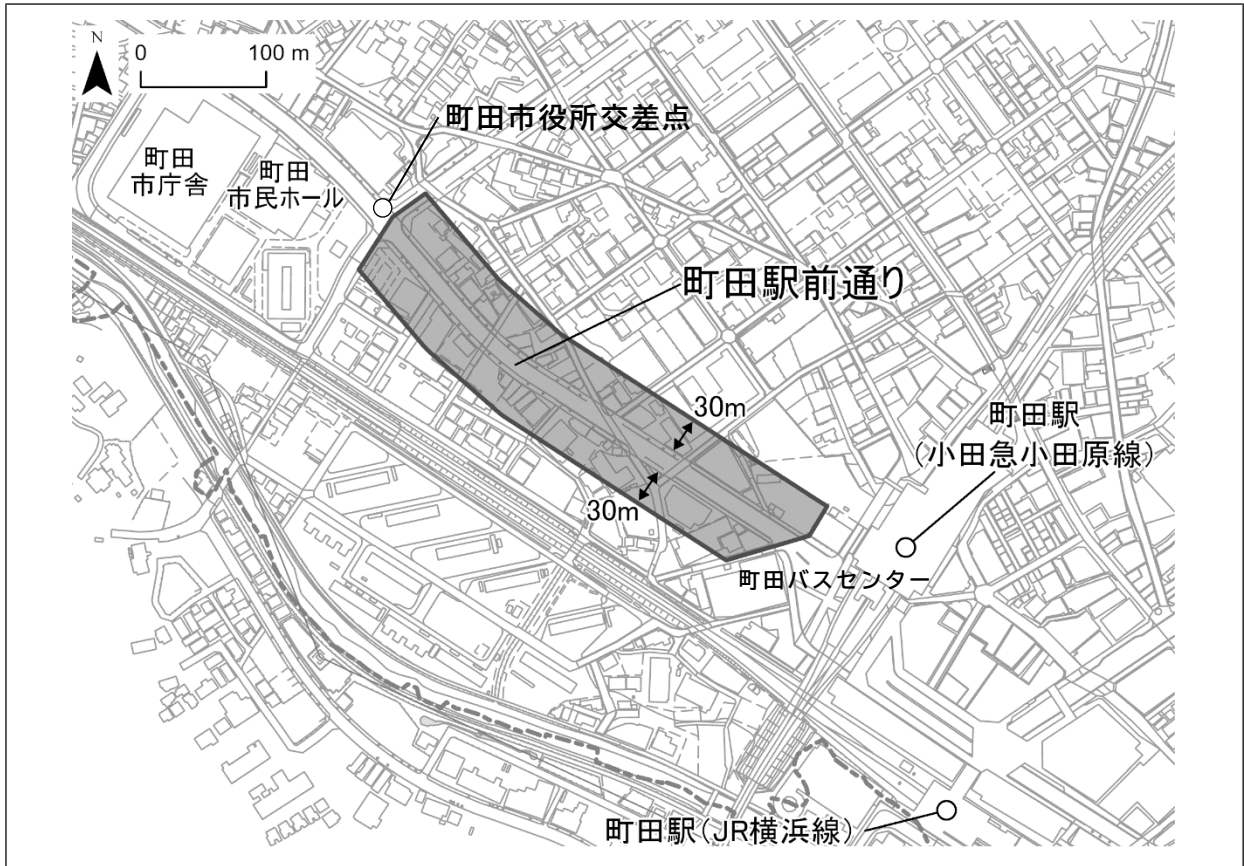 N
0 100 m
町田市役所交差点
町田
市庁舎
町田
市民ホール
町田駅前通り
30m
30m
町田駅
(小田急小田原線)
町田バスセンター
町田駅(JR横浜線)